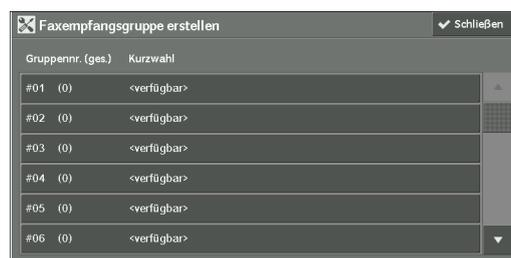 Faxempfangsgruppe erstellen
Schließen
Gruppennr. (ges.) Kurzwahl
#01 (0) <verfügbar>
#02 (0) <verfügbar>
#03 (0) <verfügbar>
#04 (0) <verfügbar>
#05 (0) <verfügbar>
#06 (0) <verfügbar>